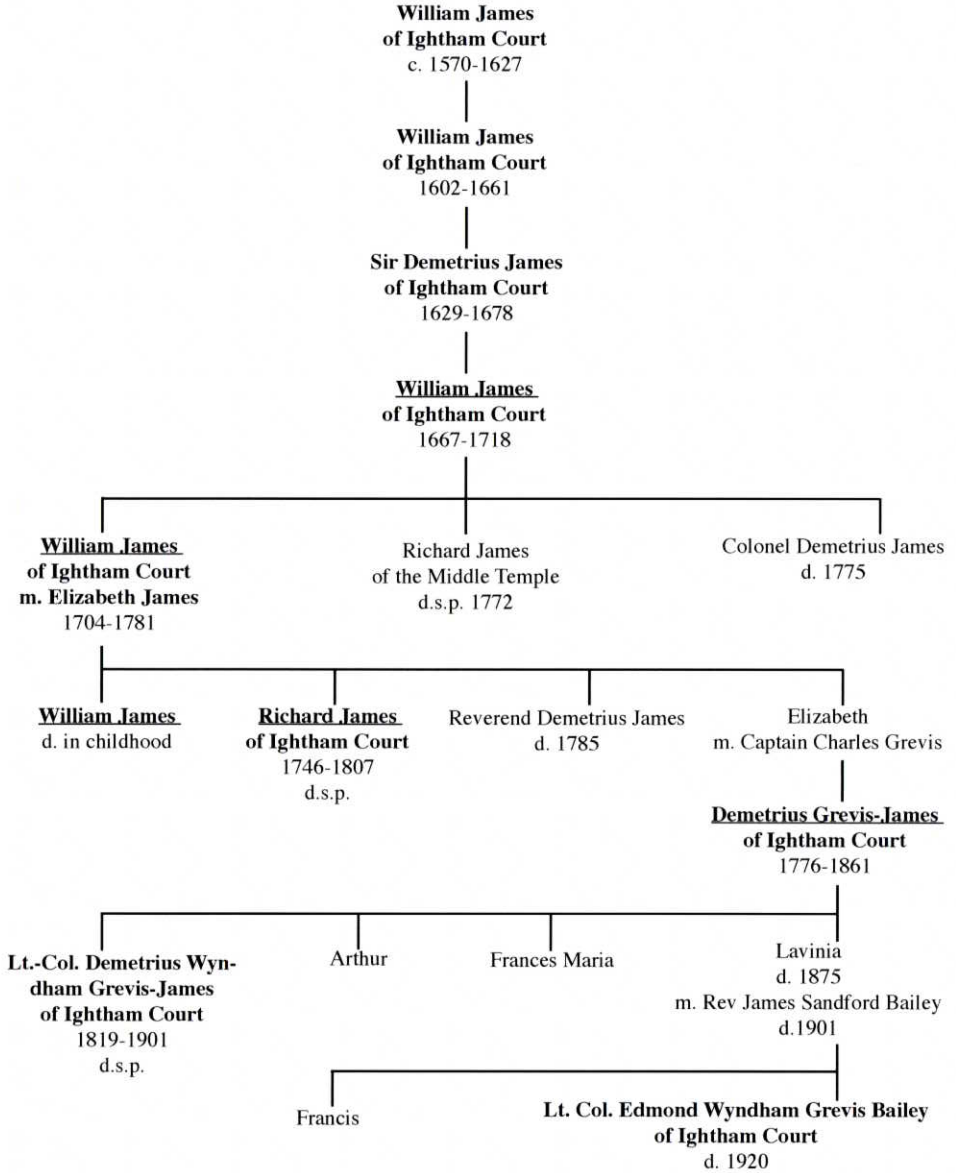 William James
of Ightham Court
c. 1570-1627
William James
of Ightham Court
1602-1661
Sir Demetrius James
of Ightham Court
1629-1678
William James
of Ightham Court
1667-1718
William James
of Ightham Court
m. Elizabeth James
1704-1781
Richard James
of the Middle Temple
d.s.p. 1772
Colonel Demetrius James
d. 1775
William James
d. in childhood
Richard James
of Ightham Court
1746-1807
d.s.p.
Reverend Demetrius James
d. 1785
Elizabeth
m. Captain Charles Grevis
Demetrius Grevis-James
of Ightham Court
1776-1861
Lt.-Col. Demetrius Wyn-
dham Grevis-James
of Ightham Court
1819-1901
d.s.p.
Arthur
Frances Maria
Lavinia
d. 1875
m. Rev James Sandford Bailey
d.1901
Francis
Lt. Col. Edmond Wyndham Grevis Bailey
of Ightham Court
d. 1920